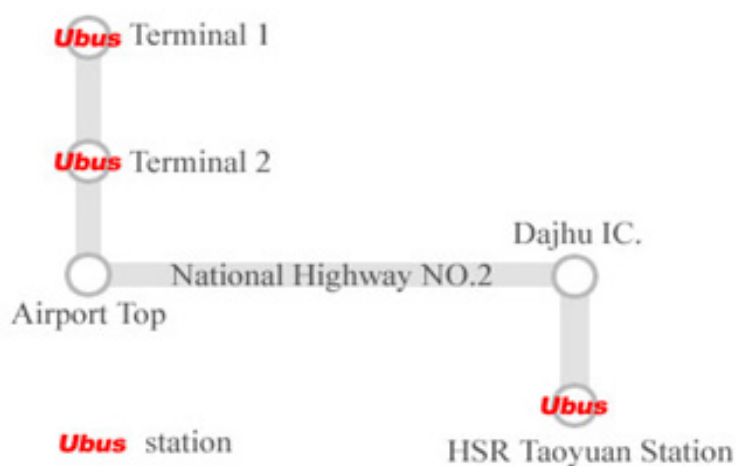 Ubus Terminal 1
Ubus Terminal 2
Dajhu IC.
National Highway NO.2
Airport Top
Ubus
HSR Taoyuan Station
Ubus station